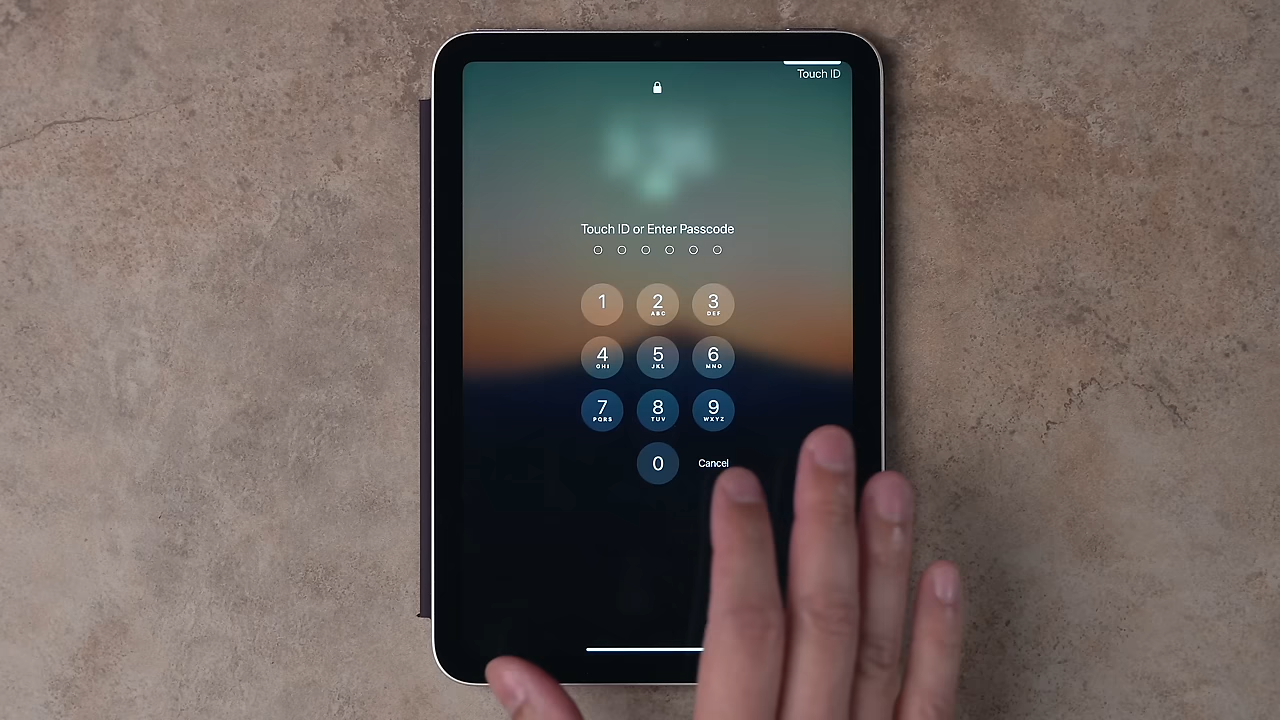 Touch ID
Touch ID or Enter Passcode
1 2 3
ABC DEF
4 5 6
GHI JKL MNO
7 8 9
PQRS TUV WXYZ
0 Cancel